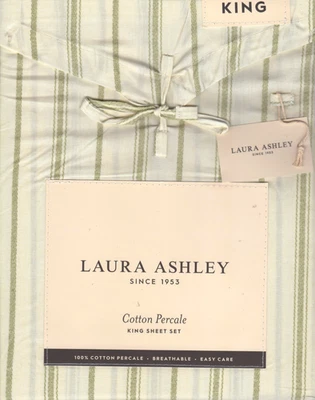 KING
LAURA ASHLEY
SINCE 1953
LAURA ASHLEY
SINCE 1953
Cotton Percale
KING SHEET SET
100% COTTON PERCALE • BREATHABLE • EASY CARE